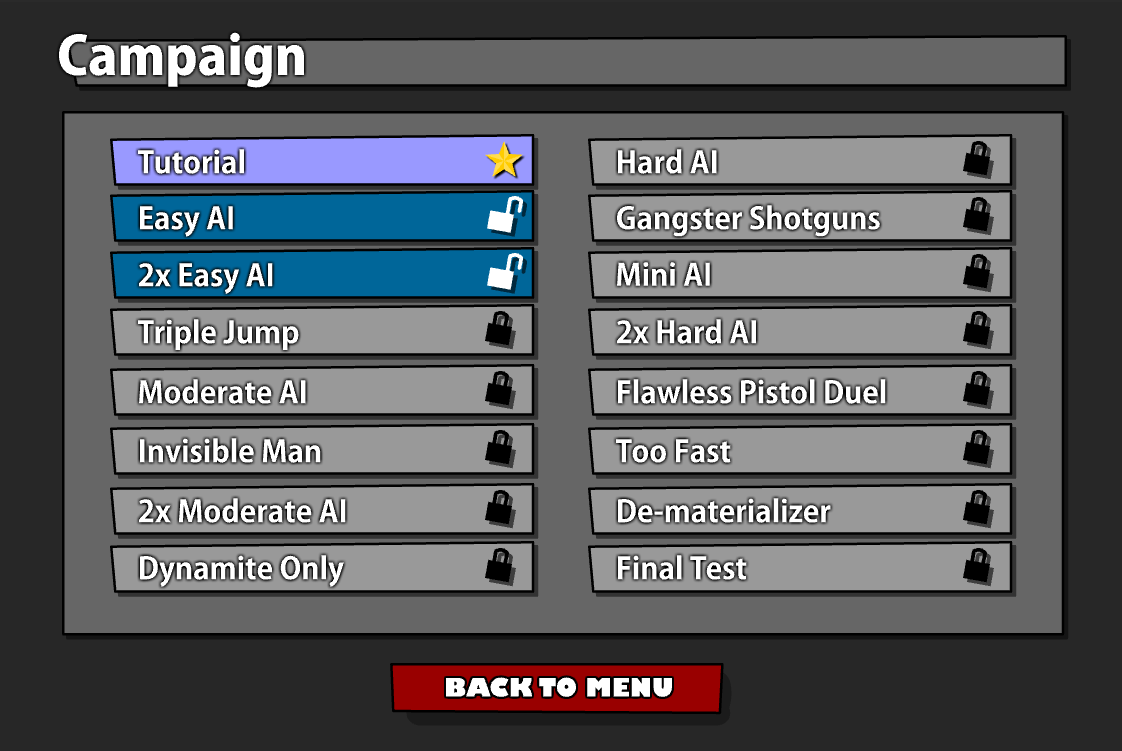 Campaign
Tutorial
Easy AI
2x Easy AI
Triple Jump
Moderate AI
Invisible Man
2x Moderate AI
Dynamite Only
Hard AI
Gangster Shotguns
Mini AI
2x Hard AI
Flawless Pistol Duel
Too Fast
De-materializer
Final Test
BACK TO MENU